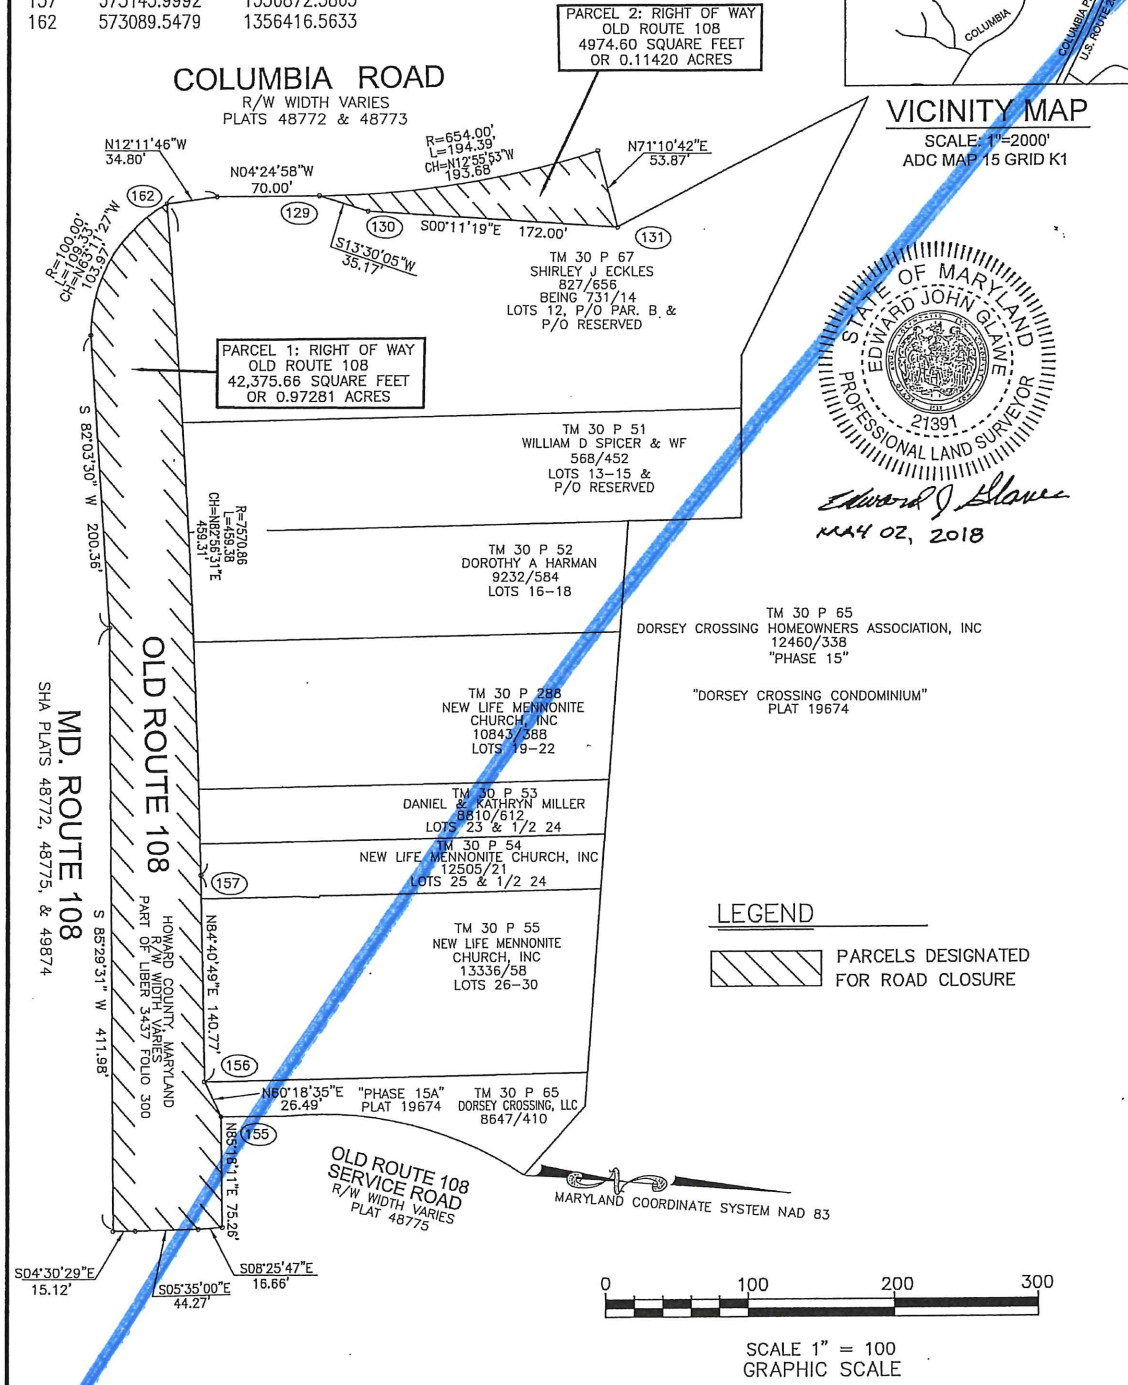 157 573145.9992 1356872.5805
162 573089.5479 1356416.5633
PARCEL 2: RIGHT OF WAY
OLD ROUTE 108
4974.60 SQUARE FEET
OR 0.11420 ACRES
COLUMBIA
COLUMBIA P
U.S. ROUTE 2
VICINITY MAP
SCALE: 1"=2000'
ADC MAP 15 GRID K1
COLUMBIA ROAD
R/W WIDTH VARIES
PLATS 48772 & 48773
N12°11'46"W
34.80'
N04°24'58"W
70.00'
R=654.00'
L=194.39'
CH=N12°55'53"W
193.68'
N71°10'42"E
53.87'
162
129
130
131
S00°11'19"E 172.00'
S13°30'05"W
35.17'
R=100.00'
L=109.33'
CH=N63°11'27"W
103.97'
TM 30 P 67
SHIRLEY J ECKLES
827/656
BEING 731/14
LOTS 12, P/O PAR. B &
P/O RESERVED
STATE OF MARYLAND
EDWARD JOHN GLAWE
21391
PROFESSIONAL LAND SURVEYOR
Edward J Glawe
MAY 02, 2018
PARCEL 1: RIGHT OF WAY
OLD ROUTE 108
42,375.66 SQUARE FEET
OR 0.97281 ACRES
S 82°03'30" W 200.36'
TM 30 P 51
WILLIAM D SPICER & WF
568/452
LOTS 13-15 &
P/O RESERVED
R=7570.86
L=459.38
CH=N82°56'31"E
459.31'
TM 30 P 52
DOROTHY A HARMAN
9232/584
LOTS 16-18
TM 30 P 65
DORSEY CROSSING HOMEOWNERS ASSOCIATION, INC
12460/338
"PHASE 15"
"DORSEY CROSSING CONDOMINIUM"
PLAT 19674
TM 30 P 288
NEW LIFE MENNONITE
CHURCH, INC
10843/388
LOTS 19-22
OLD ROUTE 108
HOWARD COUNTY, MARYLAND
R/W WIDTH VARIES
PART OF LIBER 3437 FOLIO 300
MD. ROUTE 108
SHA PLATS 48772, 48775, & 49874
TM 30 P 53
DANIEL & KATHRYN MILLER
8810/612
LOTS 23 & 1/2 24
TM 30 P 54
NEW LIFE MENNONITE CHURCH, INC
12505/21
LOTS 25 & 1/2 24
157
S 85°29'31" W 411.98'
N84°40'49"E 140.77'
TM 30 P 55
NEW LIFE MENNONITE
CHURCH, INC
13336/58
LOTS 26-30
LEGEND
PARCELS DESIGNATED
FOR ROAD CLOSURE
156
N60°18'35"E
26.49'
"PHASE 15A"
PLAT 19674
TM 30 P 65
DORSEY CROSSING, LLC
8647/410
155
N85°18'11"E 75.26'
OLD ROUTE 108
SERVICE ROAD
R/W WIDTH VARIES
PLAT 48775
MARYLAND COORDINATE SYSTEM NAD 83
S04°30'29"E
15.12'
S05°35'00"E
44.27'
S08°25'47"E
16.66'
0 100 200 300
SCALE 1" = 100
GRAPHIC SCALE